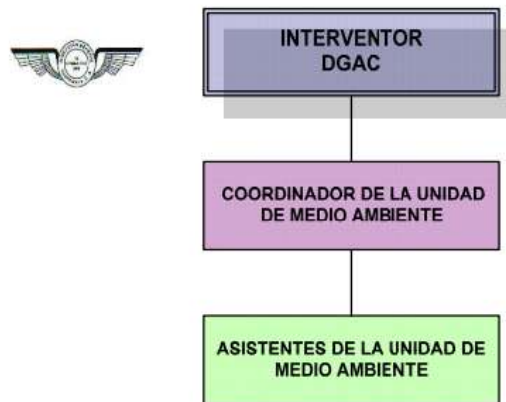 INTERVENTOR
DGAC
COORDINADOR DE LA UNIDAD
DE MEDIO AMBIENTE
ASISTENTES DE LA UNIDAD DE
MEDIO AMBIENTE